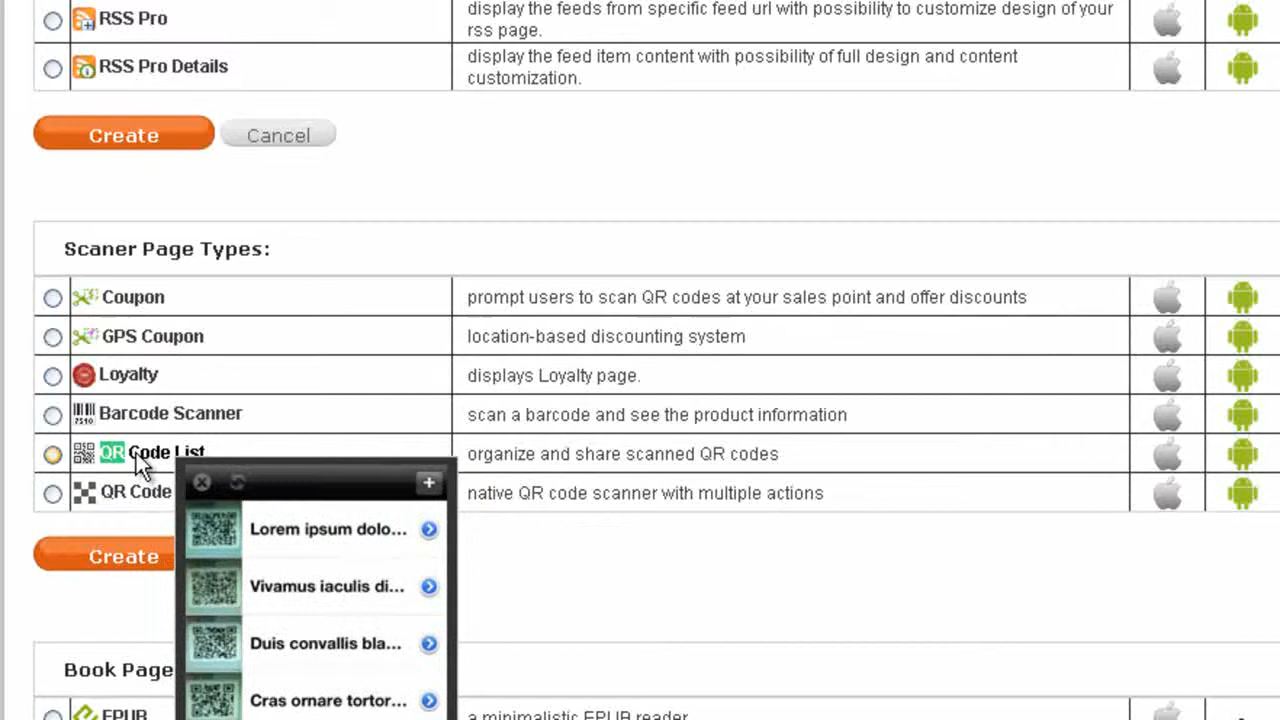 RSS Pro
display the feeds from specific feed url with possibility to customize design of your
rss page.
RSS Pro Details
display the feed item content with possibility of full design and content
customization.
Create Cancel
Scaner Page Types:
Coupon
prompt users to scan QR codes at your sales point and offer discounts
GPS Coupon
location-based discounting system
Loyalty
displays Loyalty page.
7510
Barcode Scanner
scan a barcode and see the product information
QR Code List
organize and share scanned QR codes
QR Code
native QR code scanner with multiple actions
Create
Lorem ipsum dolo...
Vivamus iaculis di...
Duis convallis bla...
Cras ornare tortor...
Book Page
EPUB
a minimalistic EPUB reader